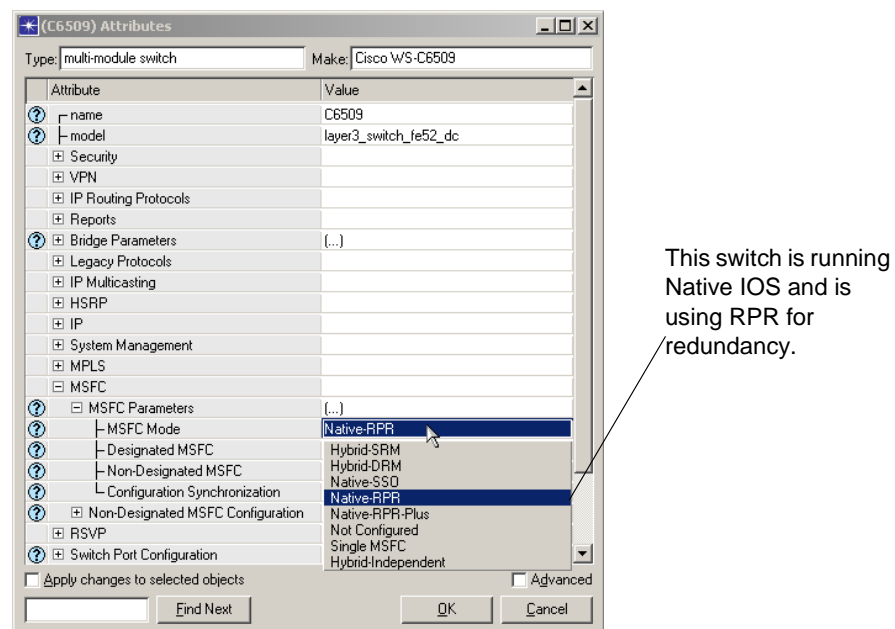 (C6509) Attributes
Type: multi-module switch Make: Cisco WS-C6509
Attribute Value
name C6509
model layer3_switch_fe52_dc
Security
VPN
IP Routing Protocols
Reports
Bridge Parameters (...)
Legacy Protocols
IP Multicasting
HSRP
IP
System Management
MPLS
MSFC
MSFC Parameters (...)
MSFC Mode Native-RPR
Designated MSFC
Non-Designated MSFC
Configuration Synchronization
Non-Designated MSFC Configuration
RSVP
Switch Port Configuration
Hybrid-SRM
Hybrid-DRM
Native-SSO
Native-RPR
Native-RPR-Plus
Not Configured
Single MSFC
Hybrid-Independent
Apply changes to selected objects Advanced
Find Next OK Cancel
This switch is running
Native IOS and is
using RPR for
redundancy.